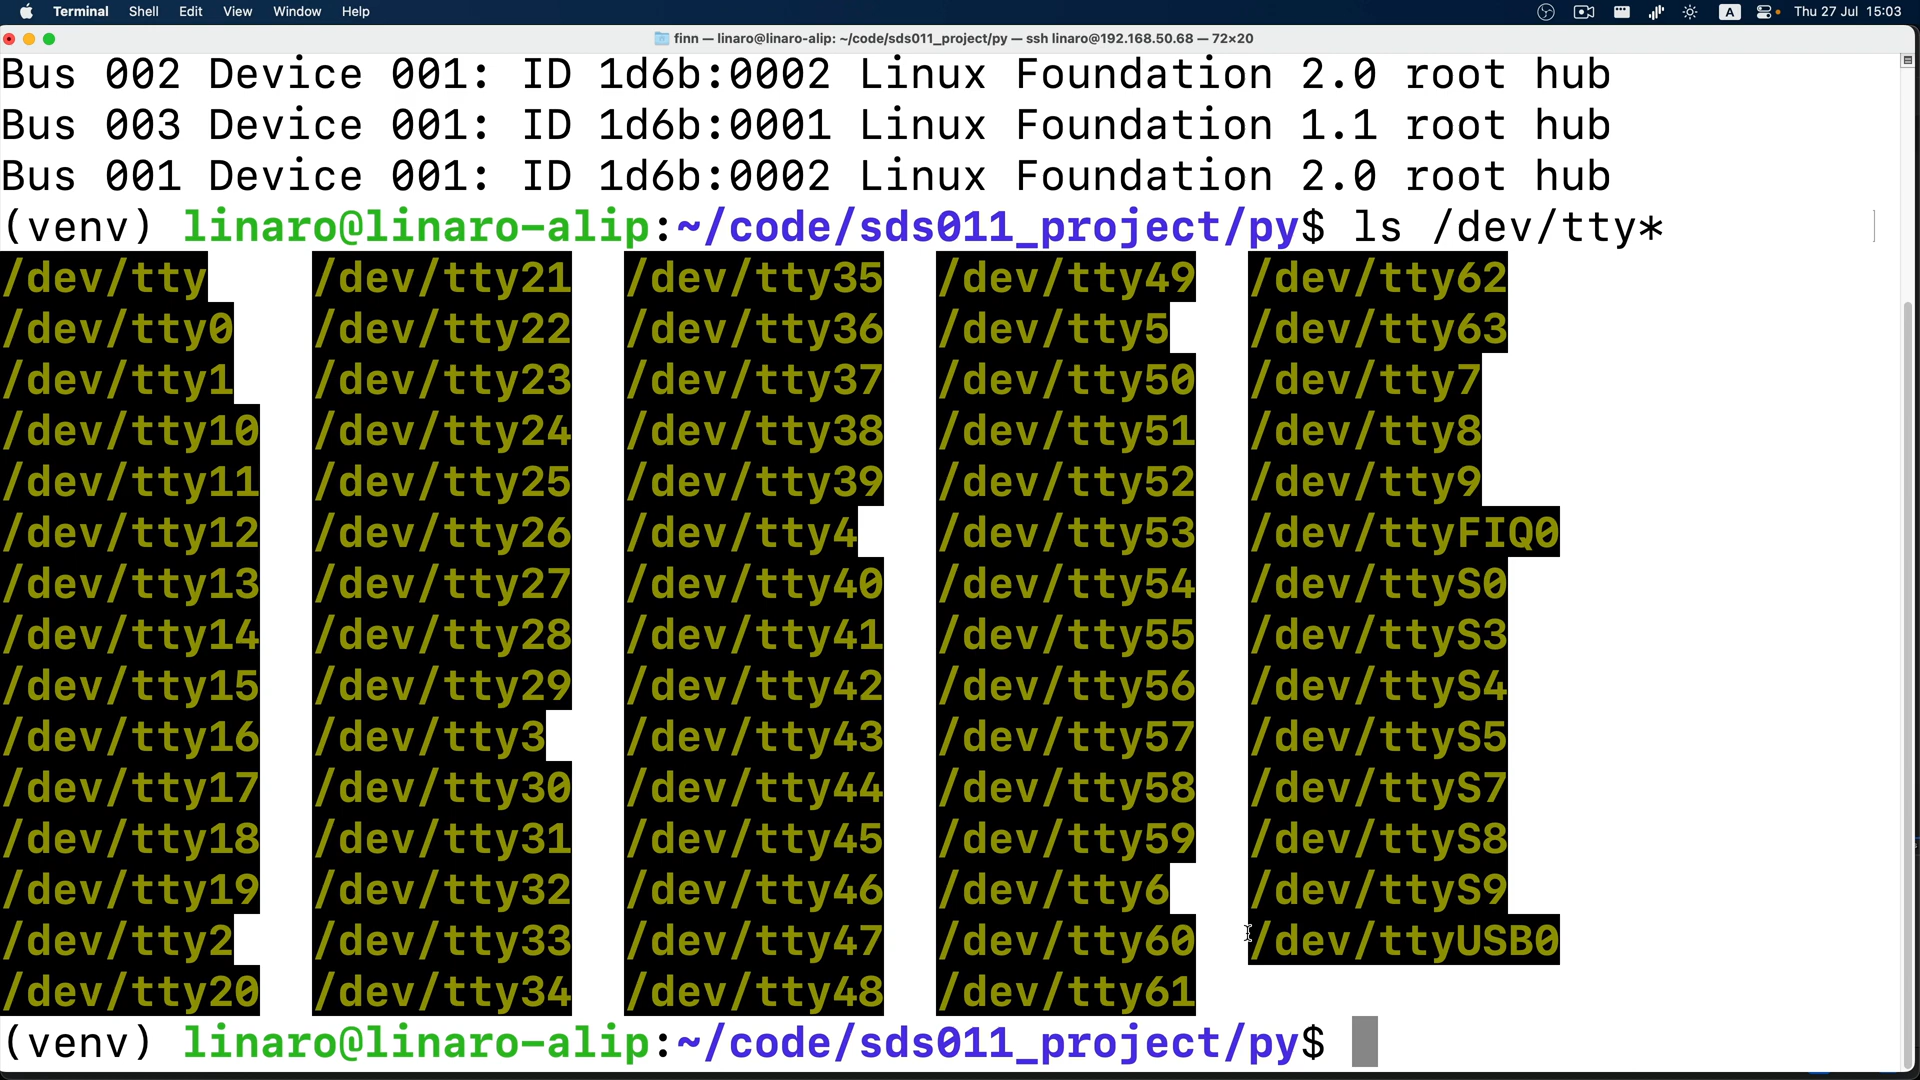 Terminal Shell Edit View Window Help A Thu 27 Jul 15:03
finn — linaro@linaro-alip: ~/code/sds011_project/py — ssh linaro@192.168.50.68 — 72×20
Bus 002 Device 001: ID 1d6b:0002 Linux Foundation 2.0 root hub
Bus 003 Device 001: ID 1d6b:0001 Linux Foundation 1.1 root hub
Bus 001 Device 001: ID 1d6b:0002 Linux Foundation 2.0 root hub
(venv) linaro@linaro-alip:~/code/sds011_project/py$ ls /dev/tty*
/dev/tty /dev/tty21 /dev/tty35 /dev/tty49 /dev/tty62
/dev/tty0 /dev/tty22 /dev/tty36 /dev/tty5 /dev/tty63
/dev/tty1 /dev/tty23 /dev/tty37 /dev/tty50 /dev/tty7
/dev/tty10 /dev/tty24 /dev/tty38 /dev/tty51 /dev/tty8
/dev/tty11 /dev/tty25 /dev/tty39 /dev/tty52 /dev/tty9
/dev/tty12 /dev/tty26 /dev/tty4 /dev/tty53 /dev/ttyFIQ0
/dev/tty13 /dev/tty27 /dev/tty40 /dev/tty54 /dev/ttyS0
/dev/tty14 /dev/tty28 /dev/tty41 /dev/tty55 /dev/ttyS3
/dev/tty15 /dev/tty29 /dev/tty42 /dev/tty56 /dev/ttyS4
/dev/tty16 /dev/tty3 /dev/tty43 /dev/tty57 /dev/ttyS5
/dev/tty17 /dev/tty30 /dev/tty44 /dev/tty58 /dev/ttyS7
/dev/tty18 /dev/tty31 /dev/tty45 /dev/tty59 /dev/ttyS8
/dev/tty19 /dev/tty32 /dev/tty46 /dev/tty6 /dev/ttyS9
/dev/tty2 /dev/tty33 /dev/tty47 /dev/tty60 /dev/ttyUSB0
/dev/tty20 /dev/tty34 /dev/tty48 /dev/tty61
(venv) linaro@linaro-alip:~/code/sds011_project/py$